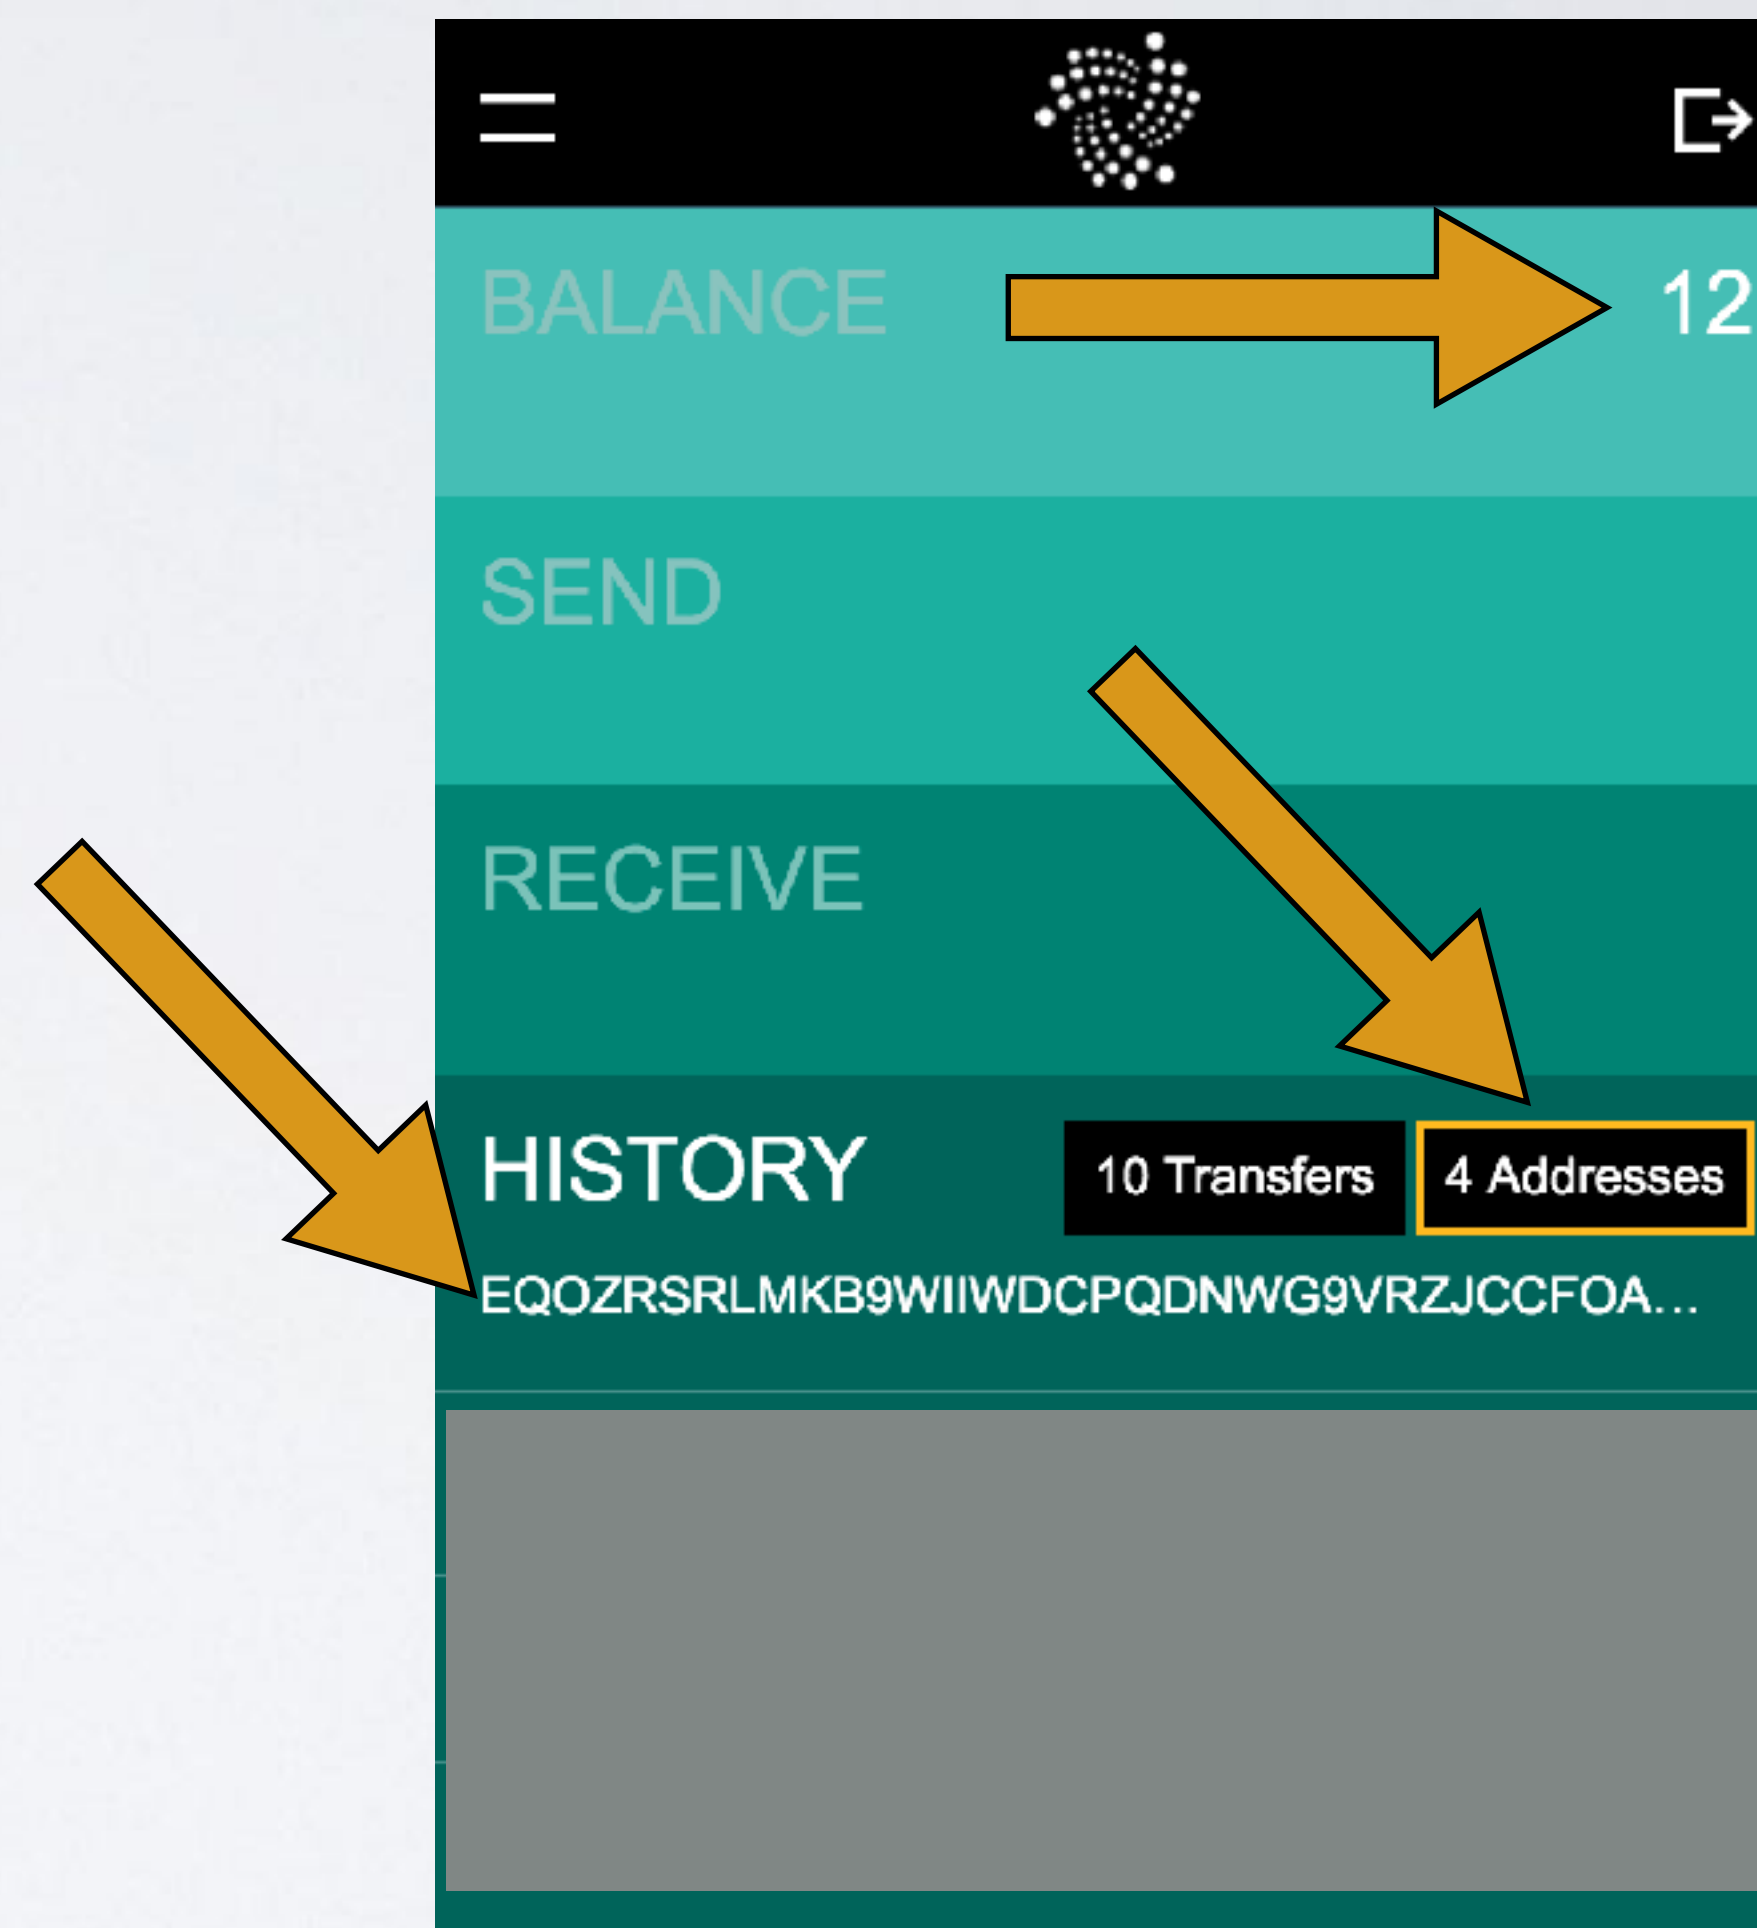 BALANCE 12
SEND
RECEIVE
HISTORY 10 Transfers 4 Addresses
EQOZRSRLMKB9WIIWDCPQDNWG9VRZJCCFOA...